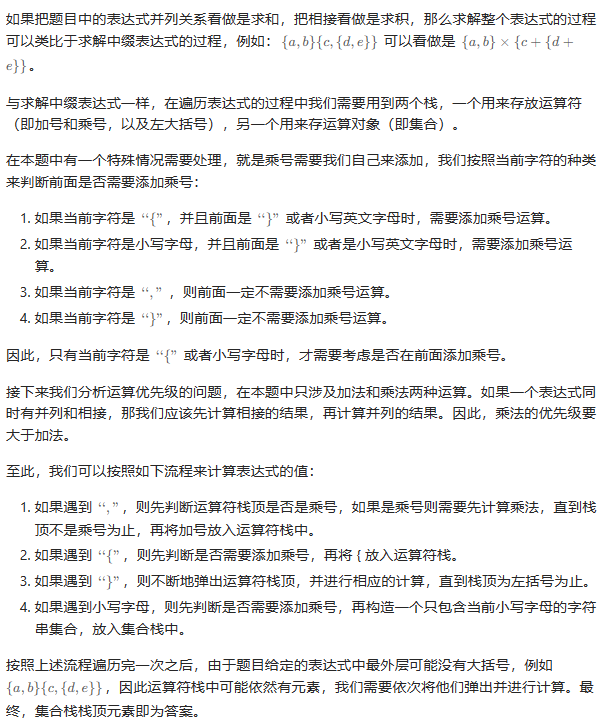 如果把题目中的表达式并列关系看做是求和，把相接看做是求积，那么求解整个表达式的过程
可以类比于求解中缀表达式的过程，例如：{a, b}{c, {d, e}} 可以看做是 {a, b} × {c + {d +
e}}。
与求解中缀表达式一样，在遍历表达式的过程中我们需要用到两个栈，一个用来存放运算符
（即加号和乘号，以及左大括号），另一个用来存运算对象（即集合）。
在本题中有一个特殊情况需要处理，就是乘号需要我们自己来添加，我们按照当前字符的种类
来判断前面是否需要添加乘号：
1. 如果当前字符是 “{”，并且前面是 “}” 或者小写英文字母时，需要添加乘号运算。
2. 如果当前字符是小写字母，并且前面是 “}” 或者是小写英文字母时，需要添加乘号运
算。
3. 如果当前字符是 “,”，则前面一定不需要添加乘号运算。
4. 如果当前字符是 “}”，则前面一定不需要添加乘号运算。
因此，只有当前字符是 “{” 或者小写字母时，才需要考虑是否在前面添加乘号。
接下来我们分析运算优先级的问题，在本题中只涉及加法和乘法两种运算。如果一个表达式同
时有并列和相接，那我们应该先计算相接的结果，再计算并列的结果。因此，乘法的优先级要
大于加法。
至此，我们可以按照如下流程来计算表达式的值：
1. 如果遇到 “,”，则先判断运算符栈顶是否是乘号，如果是乘号则需要先计算乘法，直到栈
顶不是乘号为止，再将加号放入运算符栈中。
2. 如果遇到 “{”，则先判断是否需要添加乘号，再将 { 放入运算符栈。
3. 如果遇到 “}”，则不断地弹出运算符栈顶，并进行相应的计算，直到栈顶为左括号为止。
4. 如果遇到小写字母，则先判断是否需要添加乘号，再构造一个只包含当前小写字母的字符
串集合，放入集合栈中。
按照上述流程遍历完一次之后，由于题目给定的表达式中最外层可能没有大括号，例如
{a, b}{c, {d, e}}，因此运算符栈中可能依然有元素，我们需要依次将他们弹出并进行计算。最
终，集合栈栈顶元素即为答案。